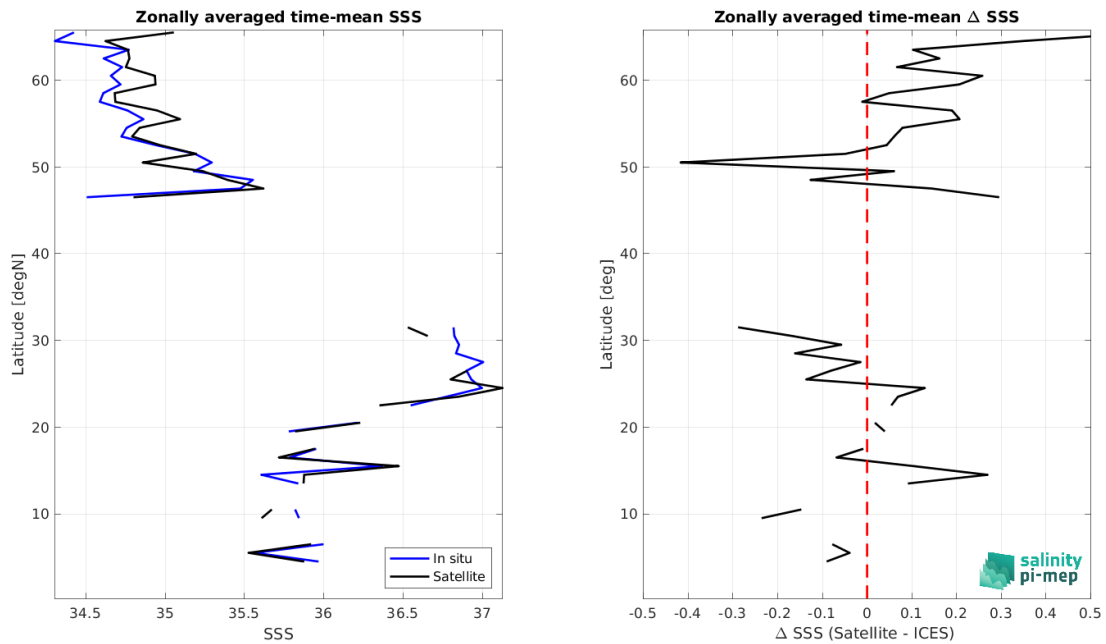 Zonally averaged time-mean SSS
Latitude [degN]
60
50
40
30
20
10
34.5 35 35.5 36 36.5 37
SSS
In situ
Satellite
Zonally averaged time-mean Δ SSS
Latitude [deg]
60
50
40
30
20
10
-0.5 -0.4 -0.3 -0.2 -0.1 0 0.1 0.2 0.3 0.4 0.5
Δ SSS (Satellite - ICES)
salinity
pi-mep